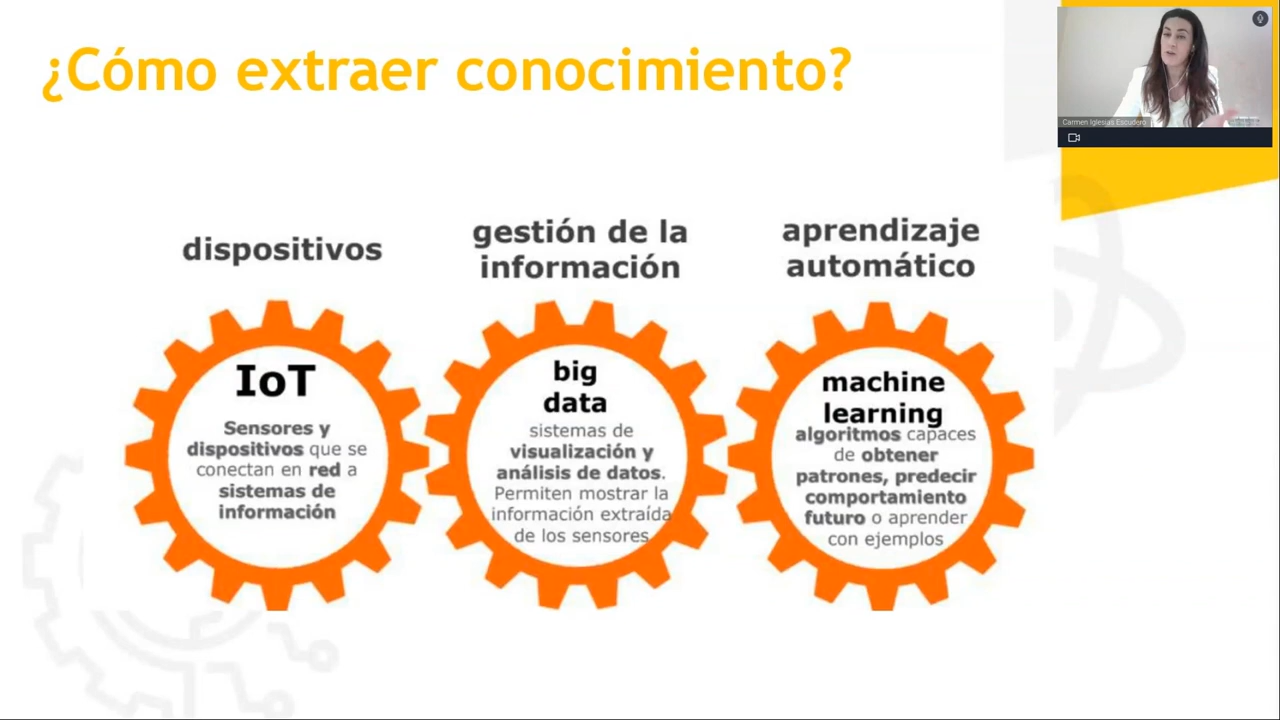 ¿Cómo extraer conocimiento?
Carmen Iglesias Escudero
dispositivos
IoT
Sensores y
dispositivos que se
conectan en red a
sistemas de
información
gestión de la
información
big
data
sistemas de
visualización y
análisis de datos.
Permiten mostrar la
información extraída
de los sensores
aprendizaje
automático
machine
learning
algoritmos capaces
de obtener
patrones, predecir
comportamiento
futuro o aprender
con ejemplos